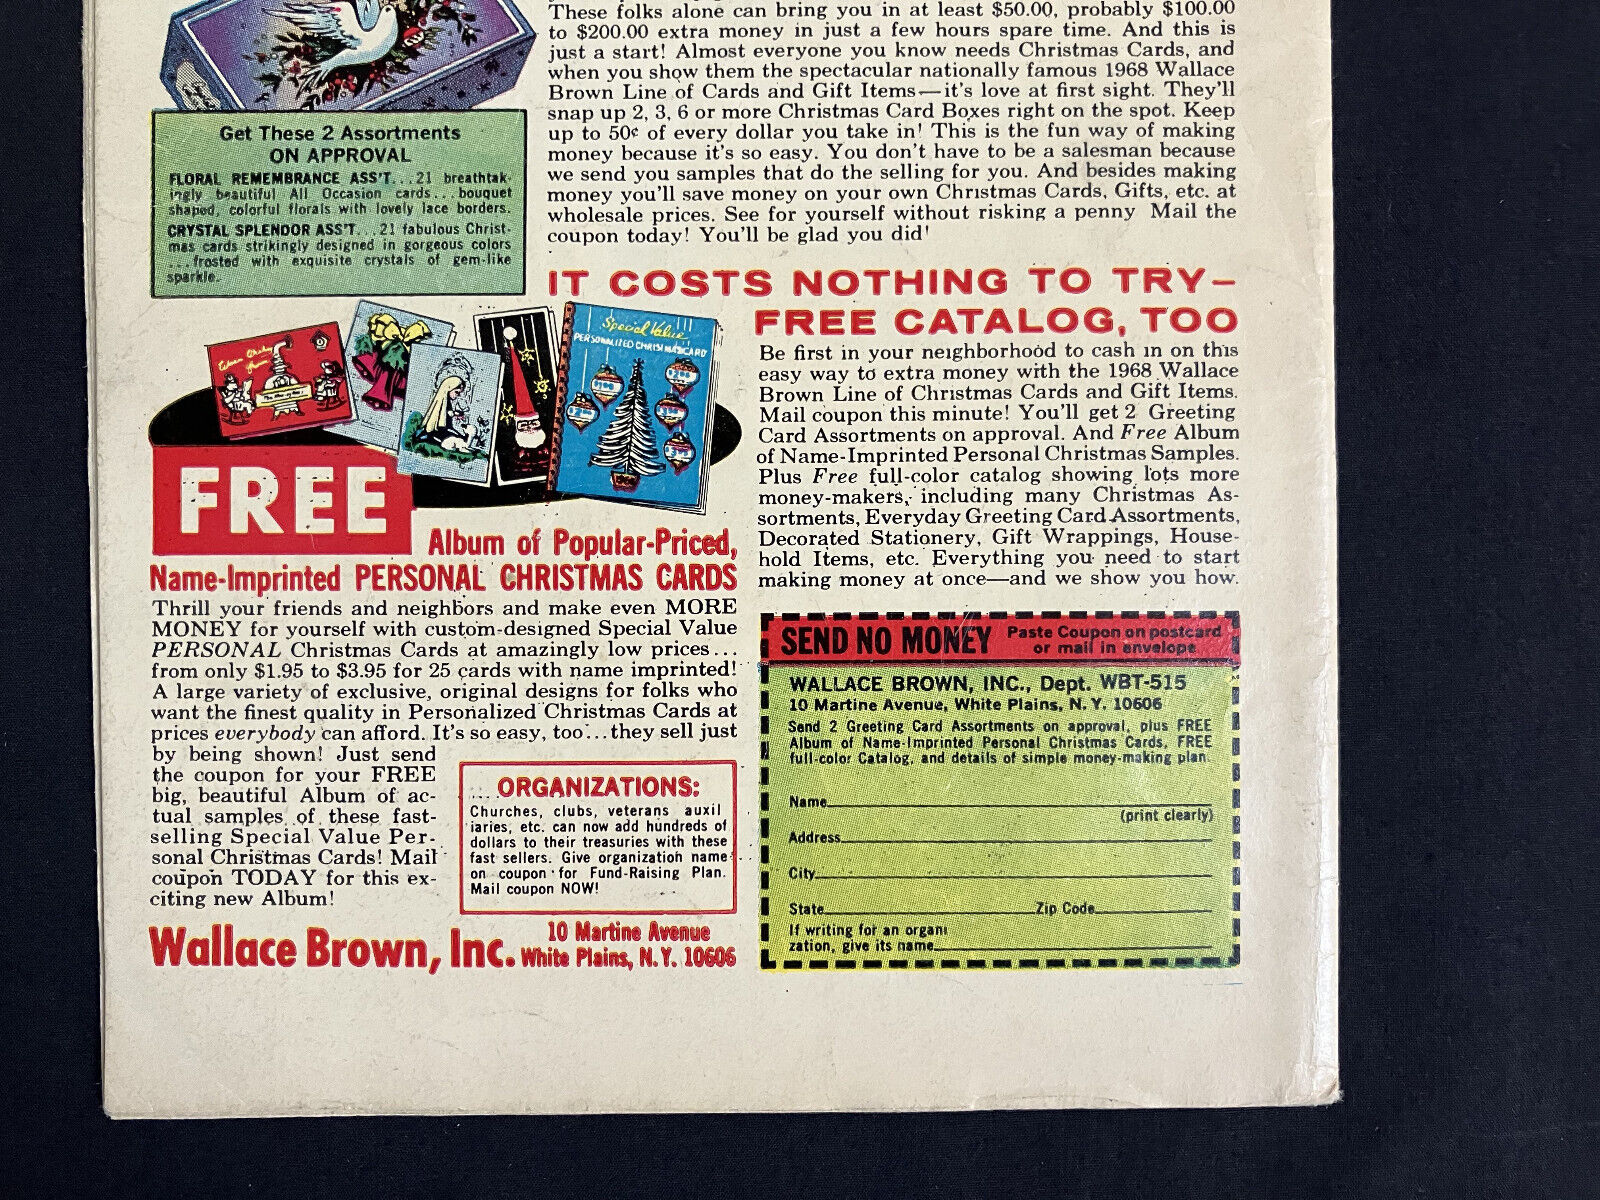 These folks alone can bring you in at least $50.00, probably $100.00
to $200.00 extra money in just a few hours spare time. And this is
just a start! Almost everyone you know needs Christmas Cards, and
when you show them the spectacular nationally famous 1968 Wallace
Brown Line of Cards and Gift Items—it's love at first sight. They'll
snap up 2, 3, 6 or more Christmas Card Boxes right on the spot. Keep
up to 50¢ of every dollar you take in! This is the fun way of making
money because it's so easy. You don't have to be a salesman because
we send you samples that do the selling for you. And besides making
money you'll save money on your own Christmas Cards, Gifts, etc. at
wholesale prices. See for yourself without risking a penny Mail the
coupon today! You'll be glad you did!
Get These 2 Assortments
ON APPROVAL
FLORAL REMEMBRANCE ASS'T...21 breathtak-
ingly beautiful All Occasion cards...bouquet
shaped, colorful florals with lovely lace borders.
CRYSTAL SPLENDOR ASS'T...21 fabulous Christ-
mas cards strikingly designed in gorgeous colors
...frosted with exquisite crystals of gem-like
sparkle.
IT COSTS NOTHING TO TRY—
FREE CATALOG, TOO
Be first in your neighborhood to cash in on this
easy way to extra money with the 1968 Wallace
Brown Line of Christmas Cards and Gift Items.
Mail coupon this minute! You'll get 2 Greeting
Card Assortments on approval. And Free Album
of Name-Imprinted Personal Christmas Samples.
Plus Free full-color catalog showing lots more
money-makers, including many Christmas As-
sortments, Everyday Greeting Card Assortments,
Decorated Stationery, Gift Wrappings, House-
hold Items, etc. Everything you need to start
making money at once—and we show you how.
Special Value
PERSONALIZED CHRISTMAS CARD
FREE
Album of Popular-Priced,
Name-Imprinted PERSONAL CHRISTMAS CARDS
Thrill your friends and neighbors and make even MORE
MONEY for yourself with custom-designed Special Value
PERSONAL Christmas Cards at amazingly low prices...
from only $1.95 to $3.95 for 25 cards with name imprinted!
A large variety of exclusive, original designs for folks who
want the finest quality in Personalized Christmas Cards at
prices everybody can afford. It's so easy, too...they sell just
by being shown! Just send
the coupon for your FREE
big, beautiful Album of ac-
tual samples of these fast-
selling Special Value Per-
sonal Christmas Cards! Mail
coupon TODAY for this ex-
citing new Album!
ORGANIZATIONS:
Churches, clubs, veterans auxil
iaries, etc. can now add hundreds of
dollars to their treasuries with these
fast sellers. Give organization name
on coupon for Fund-Raising Plan.
Mail coupon NOW!
Wallace Brown, Inc.
10 Martine Avenue
White Plains, N.Y. 10606
SEND NO MONEY
Paste Coupon on postcard
or mail in envelope
WALLACE BROWN, INC., Dept. WBT-515
10 Martine Avenue, White Plains, N. Y. 10606
Send 2 Greeting Card Assortments on approval, plus FREE
Album of Name-Imprinted Personal Christmas Cards, FREE
full-color Catalog, and details of simple money-making plan.
Name
(print clearly)
Address
City
State Zip Code
If writing for an organi
zation, give its name